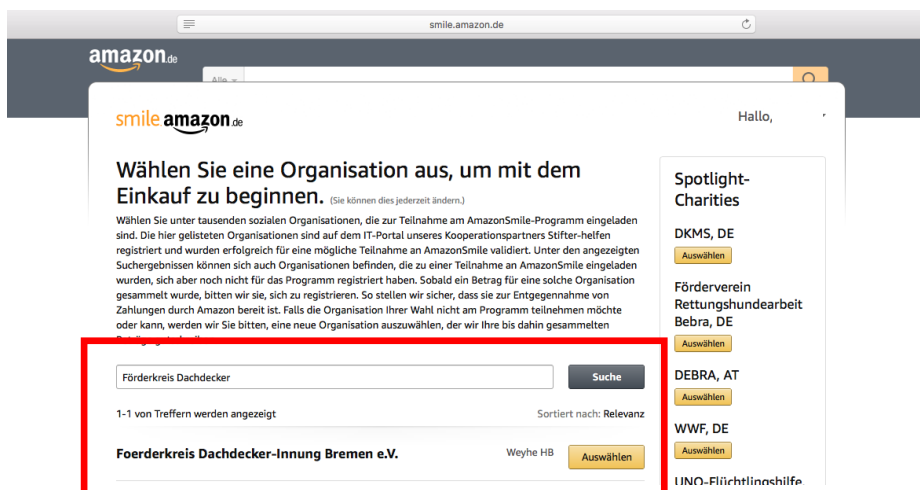 smile.amazon.de
amazon.de
Alle
smile.amazon.de
Hallo,
Wählen Sie eine Organisation aus, um mit dem
Einkauf zu beginnen. (Sie können dies jederzeit ändern.)
Wählen Sie unter tausenden sozialen Organisationen, die zur Teilnahme am AmazonSmile-Programm eingeladen
sind. Die hier gelisteten Organisationen sind auf dem IT-Portal unseres Kooperationspartners Stifter-helfen
registriert und wurden erfolgreich für eine mögliche Teilnahme an AmazonSmile validiert. Unter den angezeigten
Suchergebnissen können sich auch Organisationen befinden, die zu einer Teilnahme an AmazonSmile eingeladen
wurden, sich aber noch nicht für das Programm registriert haben. Sobald ein Betrag für eine solche Organisation
gesammelt wurde, bitten wir sie, sich zu registrieren. So stellen wir sicher, dass sie zur Entgegennahme von
Zahlungen durch Amazon bereit ist. Falls die Organisation Ihrer Wahl nicht am Programm teilnehmen möchte
oder kann, werden wir Sie bitten, eine neue Organisation auszuwählen, der wir Ihre bis dahin gesammelten
Förderkreis Dachdecker
Suche
1-1 von Treffern werden angezeigt
Sortiert nach: Relevanz
Foerderkreis Dachdecker-Innung Bremen e.V.
Weyhe HB
Auswählen
Spotlight-
Charities
DKMS, DE
Auswählen
Förderverein
Rettungshundearbeit
Bebra, DE
Auswählen
DEBRA, AT
Auswählen
WWF, DE
Auswählen
UNO-Flüchtlingshilfe,